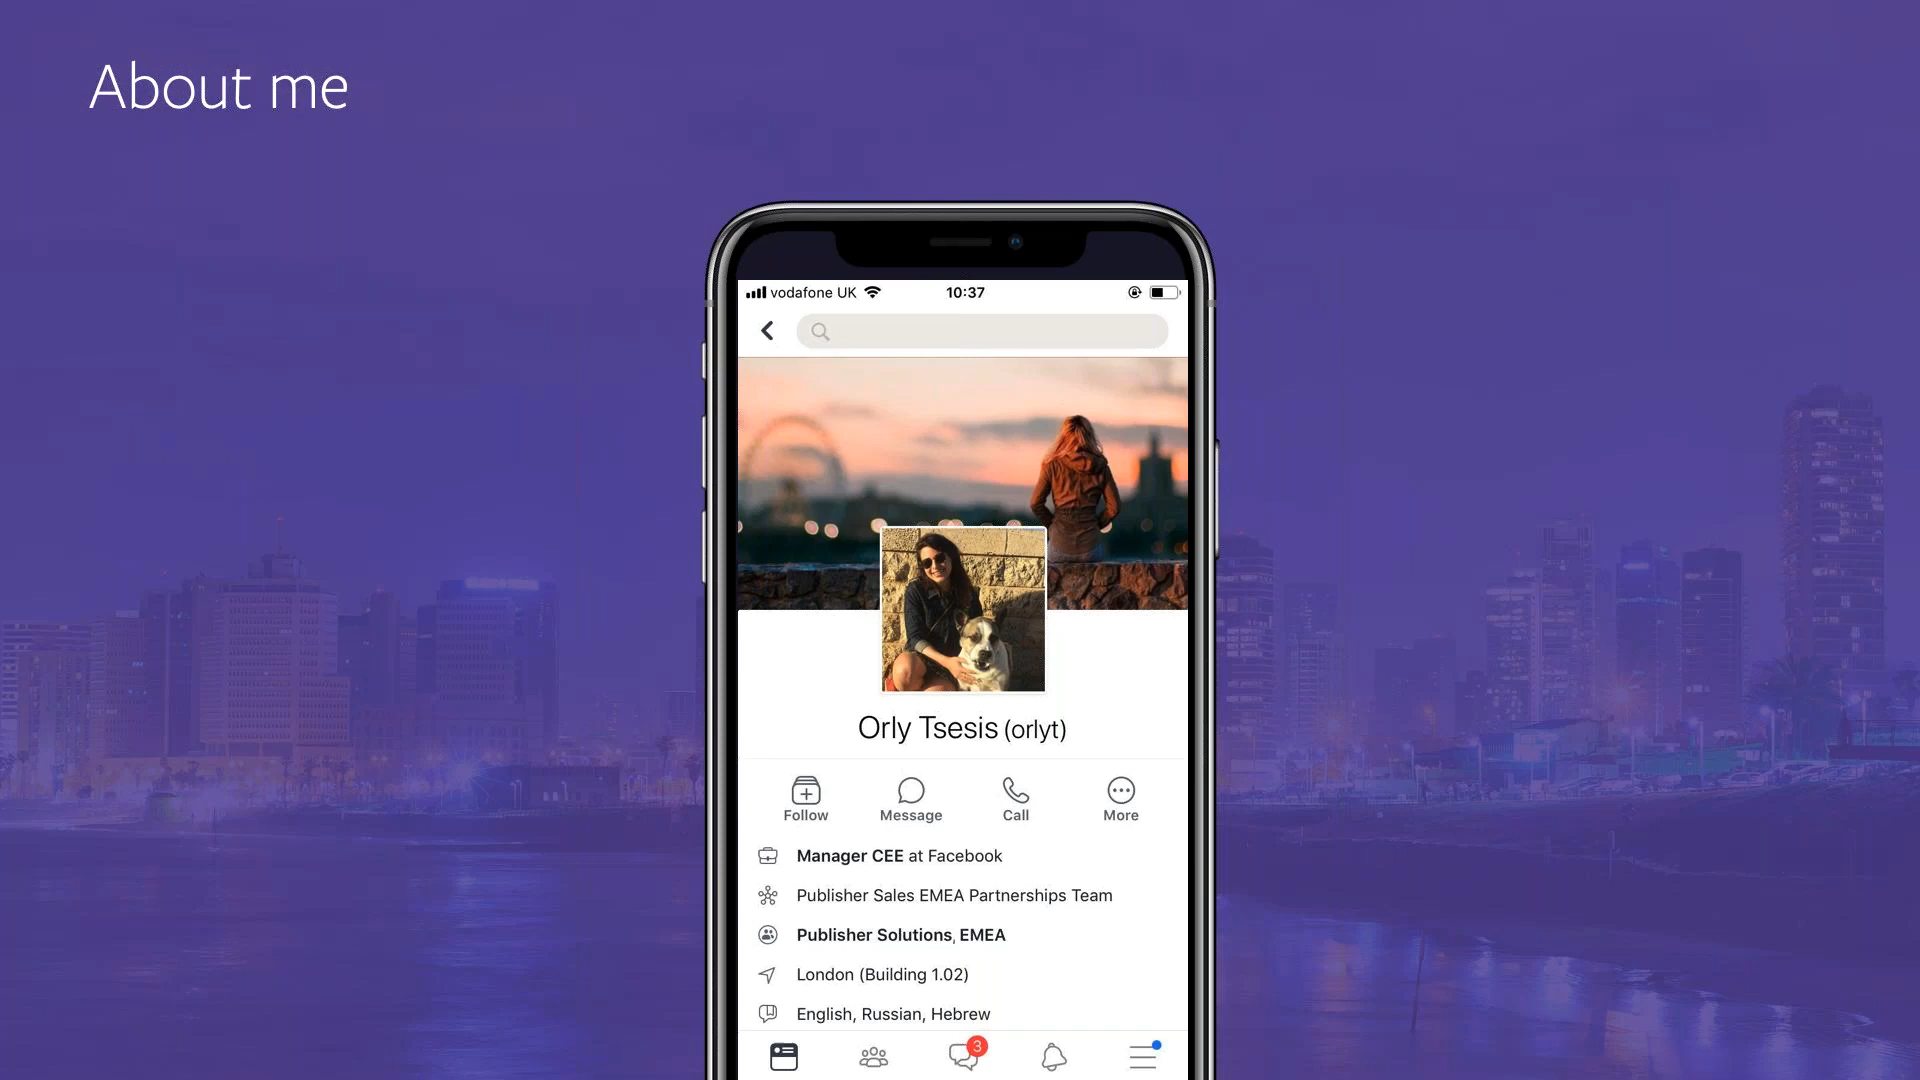 About me
vodafone UK 10:37
Orly Tsesis (orlyt)
Follow Message Call More
Manager CEE at Facebook
Publisher Sales EMEA Partnerships Team
Publisher Solutions, EMEA
London (Building 1.02)
English, Russian, Hebrew
3